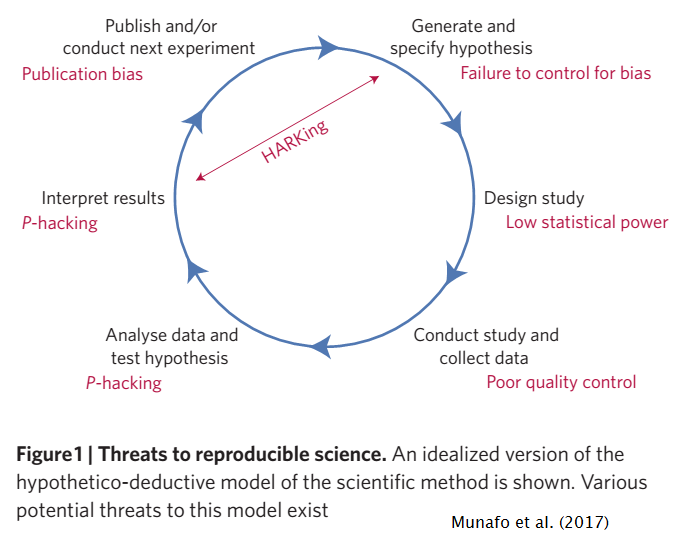 Publish and/or
conduct next experiment
Publication bias
Generate and
specify hypothesis
Failure to control for bias
HARKing
Interpret results
P-hacking
Design study
Low statistical power
Analyse data and
test hypothesis
P-hacking
Conduct study and
collect data
Poor quality control
Figure1 | Threats to reproducible science. An idealized version of the
hypothetico-deductive model of the scientific method is shown. Various
potential threats to this model exist
Munafo et al. (2017)